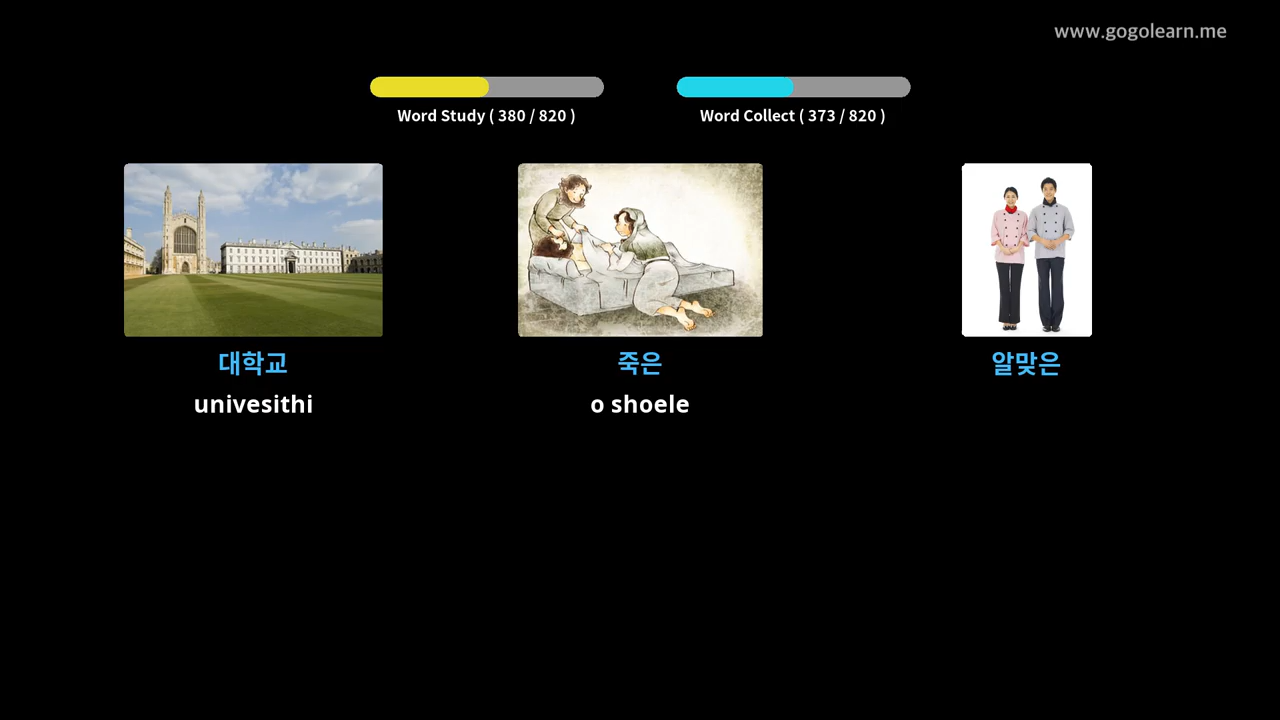 www.gogolearn.me
Word Study ( 380 / 820 )
Word Collect ( 373 / 820 )
대학교
univesithi
죽은
o shoele
알맞은